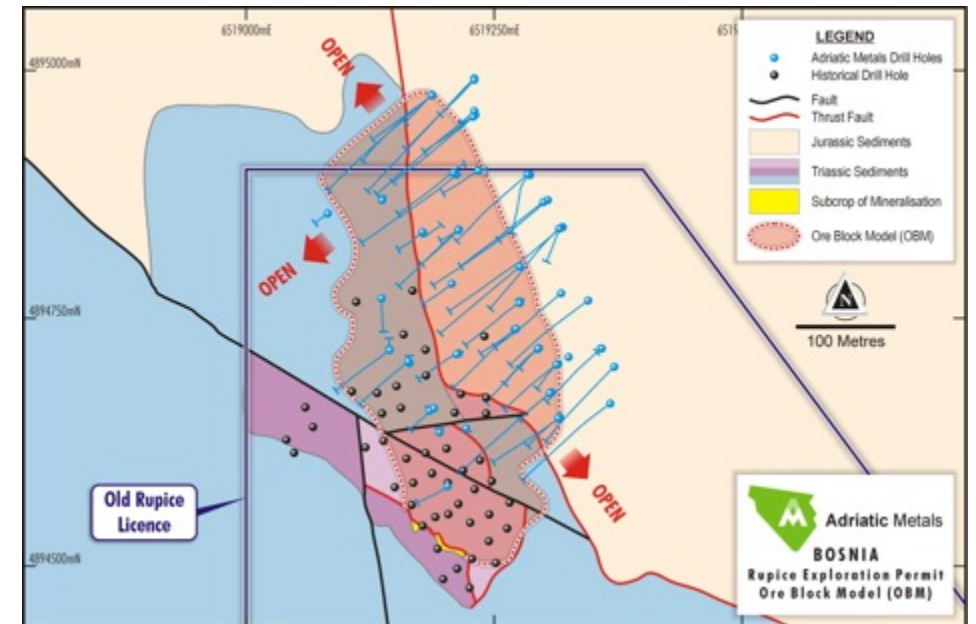 6519000mE
6519250mE
4895000mN
4894750mN
4894500mN
OPEN
OPEN
OPEN
Old Rupice
Licence
LEGEND
Adriatic Metals Drill Holes
Historical Drill Hole
Fault
Thrust Fault
Jurassic Sediments
Triassic Sediments
Subcrop of Mineralisation
Ore Block Model (OBM)
N
100 Metres
Adriatic Metals
BOSNIA
Rupice Exploration Permit
Ore Block Model (OBM)